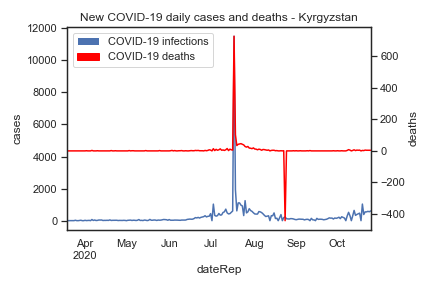 New COVID-19 daily cases and deaths - Kyrgyzstan
COVID-19 infections
COVID-19 deaths
12000
10000
8000
6000
4000
2000
0
cases
600
400
200
0
−200
−400
deaths
Apr
2020
May
Jun
Jul
Aug
Sep
Oct
dateRep